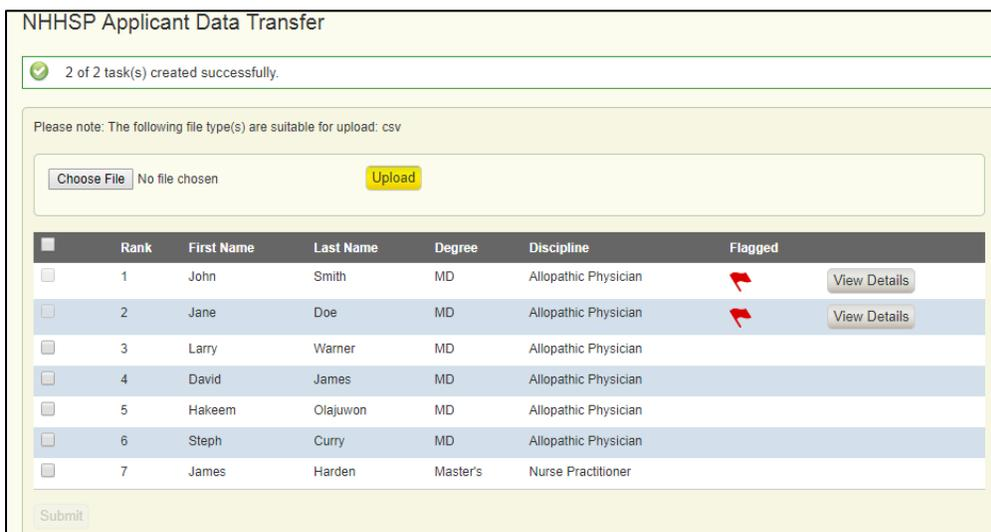 NHHSP Applicant Data Transfer
2 of 2 task(s) created successfully.
Please note: The following file type(s) are suitable for upload: csv
Choose File No file chosen Upload
Rank First Name Last Name Degree Discipline Flagged
1 John Smith MD Allopathic Physician View Details
2 Jane Doe MD Allopathic Physician View Details
3 Larry Warner MD Allopathic Physician
4 David James MD Allopathic Physician
5 Hakeem Olajuwon MD Allopathic Physician
6 Steph Curry MD Allopathic Physician
7 James Harden Master's Nurse Practitioner
Submit